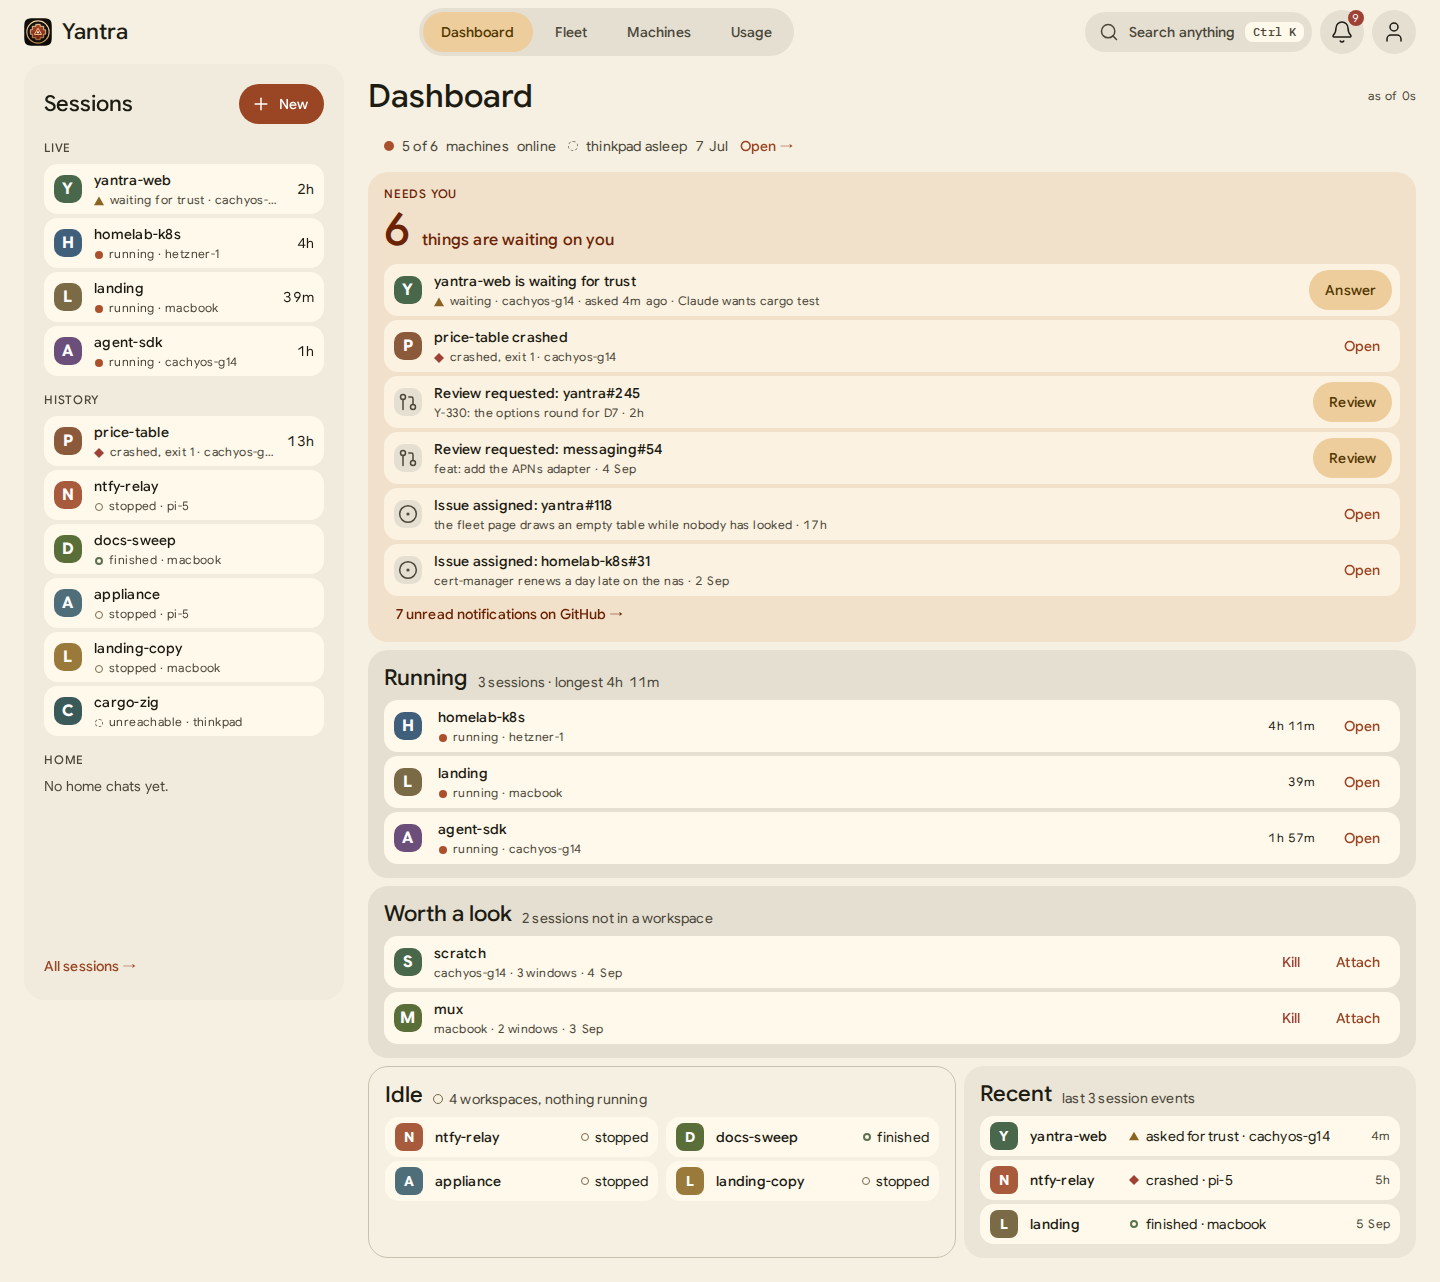 Yantra
Dashboard
Fleet
Machines
Usage
Search anything
Ctrl K
9
Sessions
New
LIVE
Y
yantra-web
waiting for trust · cachyos-...
2h
H
homelab-k8s
running · hetzner-1
4h
L
landing
running · macbook
39m
A
agent-sdk
running · cachyos-g14
1h
HISTORY
P
price-table
crashed, exit 1 · cachyos-g...
13h
N
ntfy-relay
stopped · pi-5
D
docs-sweep
finished · macbook
A
appliance
stopped · pi-5
L
landing-copy
stopped · macbook
C
cargo-zig
unreachable · thinkpad
HOME
No home chats yet.
All sessions →
Dashboard
as of 0s
5 of 6 machines online
thinkpad asleep 7 Jul
Open →
NEEDS YOU
6 things are waiting on you
Y
yantra-web is waiting for trust
waiting · cachyos-g14 · asked 4m ago · Claude wants cargo test
Answer
P
price-table crashed
crashed, exit 1 · cachyos-g14
Open
Review requested: yantra#245
Y-330: the options round for D7 · 2h
Review
Review requested: messaging#54
feat: add the APNs adapter · 4 Sep
Review
Issue assigned: yantra#118
the fleet page draws an empty table while nobody has looked · 17h
Open
Issue assigned: homelab-k8s#31
cert-manager renews a day late on the nas · 2 Sep
Open
7 unread notifications on GitHub →
Running
3 sessions · longest 4h 11m
H
homelab-k8s
running · hetzner-1
4h 11m
Open
L
landing
running · macbook
39m
Open
A
agent-sdk
running · cachyos-g14
1h 57m
Open
Worth a look
2 sessions not in a workspace
S
scratch
cachyos-g14 · 3 windows · 4 Sep
Kill
Attach
M
mux
macbook · 2 windows · 3 Sep
Kill
Attach
Idle
4 workspaces, nothing running
N
ntfy-relay
stopped
D
docs-sweep
finished
A
appliance
stopped
L
landing-copy
stopped
Recent
last 3 session events
Y
yantra-web
asked for trust · cachyos-g14
4m
N
ntfy-relay
crashed · pi-5
5h
L
landing
finished · macbook
5 Sep